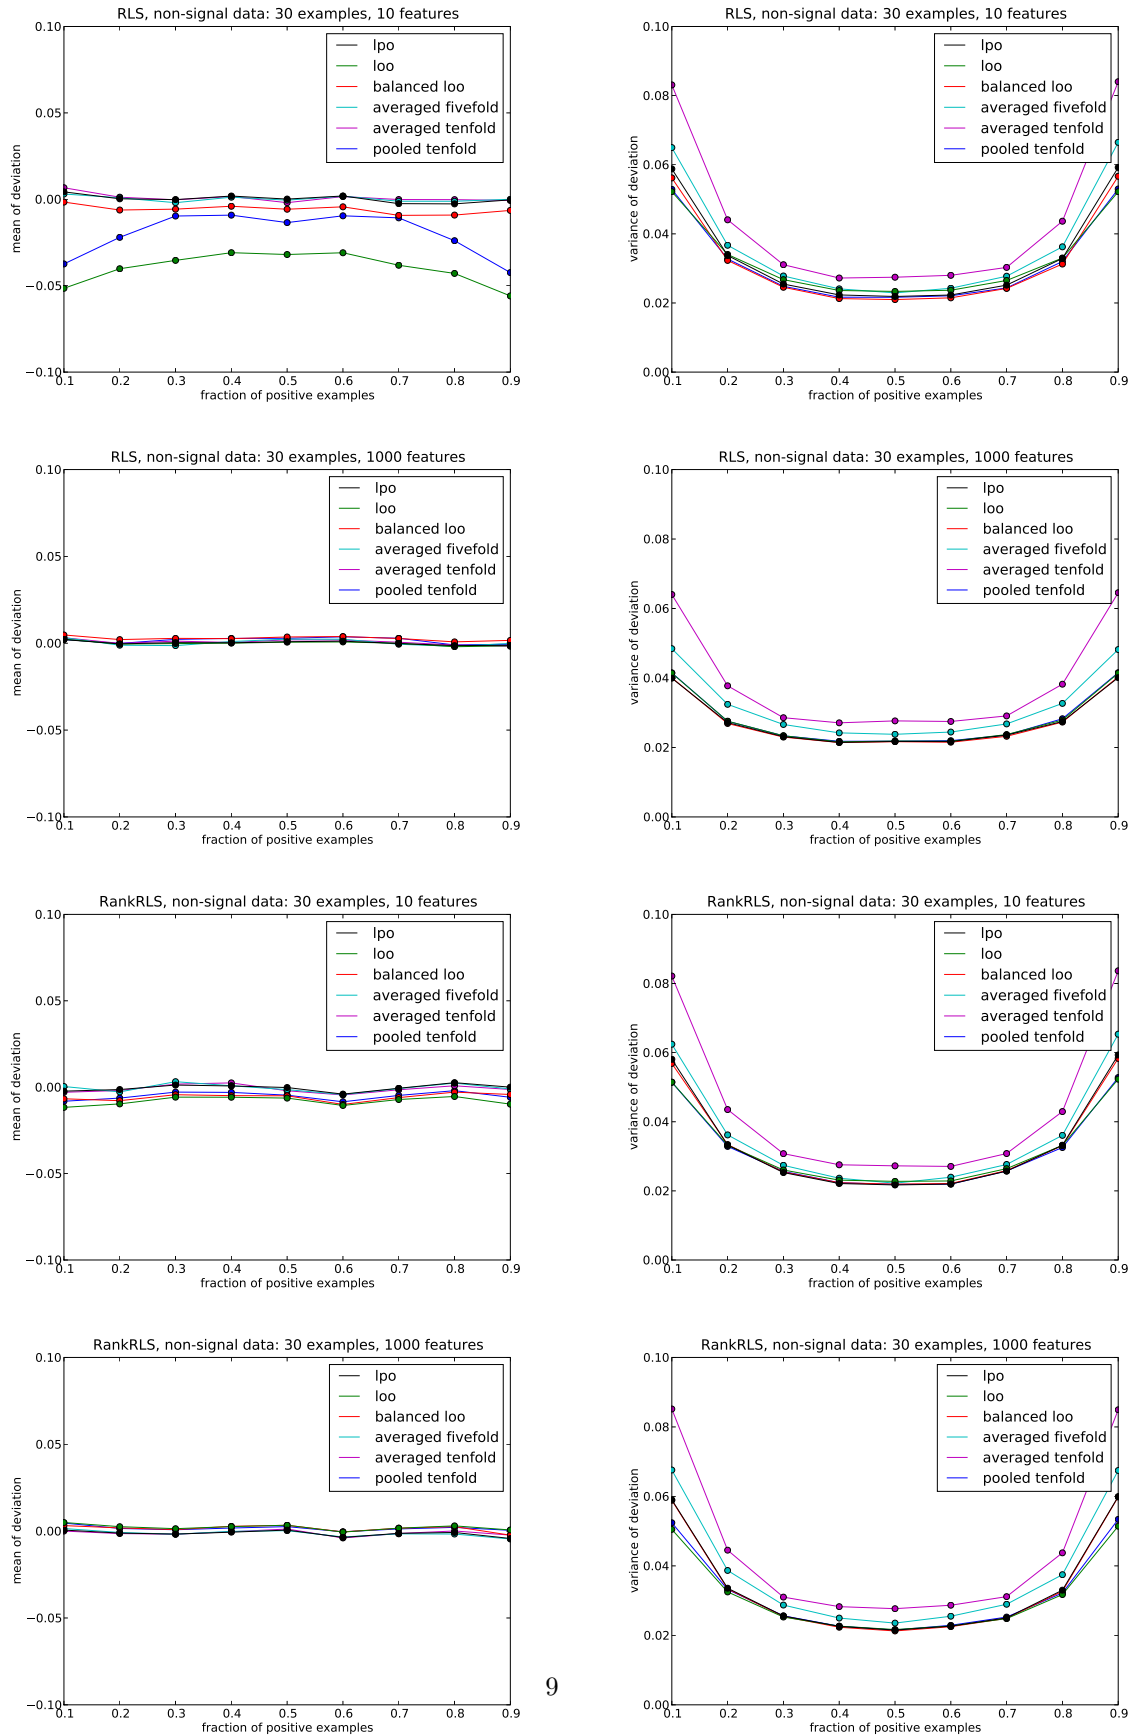 RLS, non-signal data: 30 examples, 10 features
0.10
0.05
0.00
−0.05
−0.10
mean of deviation
lpo
loo
balanced loo
averaged fivefold
averaged tenfold
pooled tenfold
0.1 0.2 0.3 0.4 0.5 0.6 0.7 0.8 0.9
fraction of positive examples
RLS, non-signal data: 30 examples, 10 features
0.10
0.08
0.06
0.04
0.02
0.00
variance of deviation
lpo
loo
balanced loo
averaged fivefold
averaged tenfold
pooled tenfold
0.1 0.2 0.3 0.4 0.5 0.6 0.7 0.8 0.9
fraction of positive examples
RLS, non-signal data: 30 examples, 1000 features
0.10
0.05
0.00
−0.05
−0.10
mean of deviation
lpo
loo
balanced loo
averaged fivefold
averaged tenfold
pooled tenfold
0.1 0.2 0.3 0.4 0.5 0.6 0.7 0.8 0.9
fraction of positive examples
RLS, non-signal data: 30 examples, 1000 features
0.10
0.08
0.06
0.04
0.02
0.00
variance of deviation
lpo
loo
balanced loo
averaged fivefold
averaged tenfold
pooled tenfold
0.1 0.2 0.3 0.4 0.5 0.6 0.7 0.8 0.9
fraction of positive examples
RankRLS, non-signal data: 30 examples, 10 features
0.10
0.05
0.00
−0.05
−0.10
mean of deviation
lpo
loo
balanced loo
averaged fivefold
averaged tenfold
pooled tenfold
0.1 0.2 0.3 0.4 0.5 0.6 0.7 0.8 0.9
fraction of positive examples
RankRLS, non-signal data: 30 examples, 10 features
0.10
0.08
0.06
0.04
0.02
0.00
variance of deviation
lpo
loo
balanced loo
averaged fivefold
averaged tenfold
pooled tenfold
0.1 0.2 0.3 0.4 0.5 0.6 0.7 0.8 0.9
fraction of positive examples
RankRLS, non-signal data: 30 examples, 1000 features
0.10
0.05
0.00
−0.05
−0.10
mean of deviation
lpo
loo
balanced loo
averaged fivefold
averaged tenfold
pooled tenfold
0.1 0.2 0.3 0.4 0.5 0.6 0.7 0.8 0.9
fraction of positive examples
RankRLS, non-signal data: 30 examples, 1000 features
0.10
0.08
0.06
0.04
0.02
0.00
variance of deviation
lpo
loo
balanced loo
averaged fivefold
averaged tenfold
pooled tenfold
0.1 0.2 0.3 0.4 0.5 0.6 0.7 0.8 0.9
fraction of positive examples
9